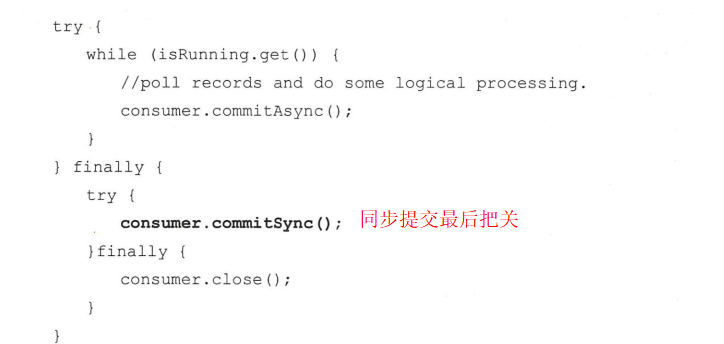 try {
while (isRunning.get()) {
//poll records and do some logical processing.
consumer.commitAsync();
}
} finally {
try {
consumer.commitSync(); 同步提交最后把关
}finally {
consumer.close();
}
}